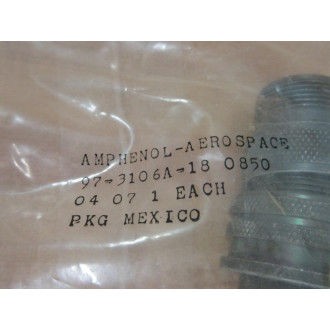 AMPHENOL-AEROSPACE
97-3106A-18 0850
04 07 1 EACH
PKG MEXICO